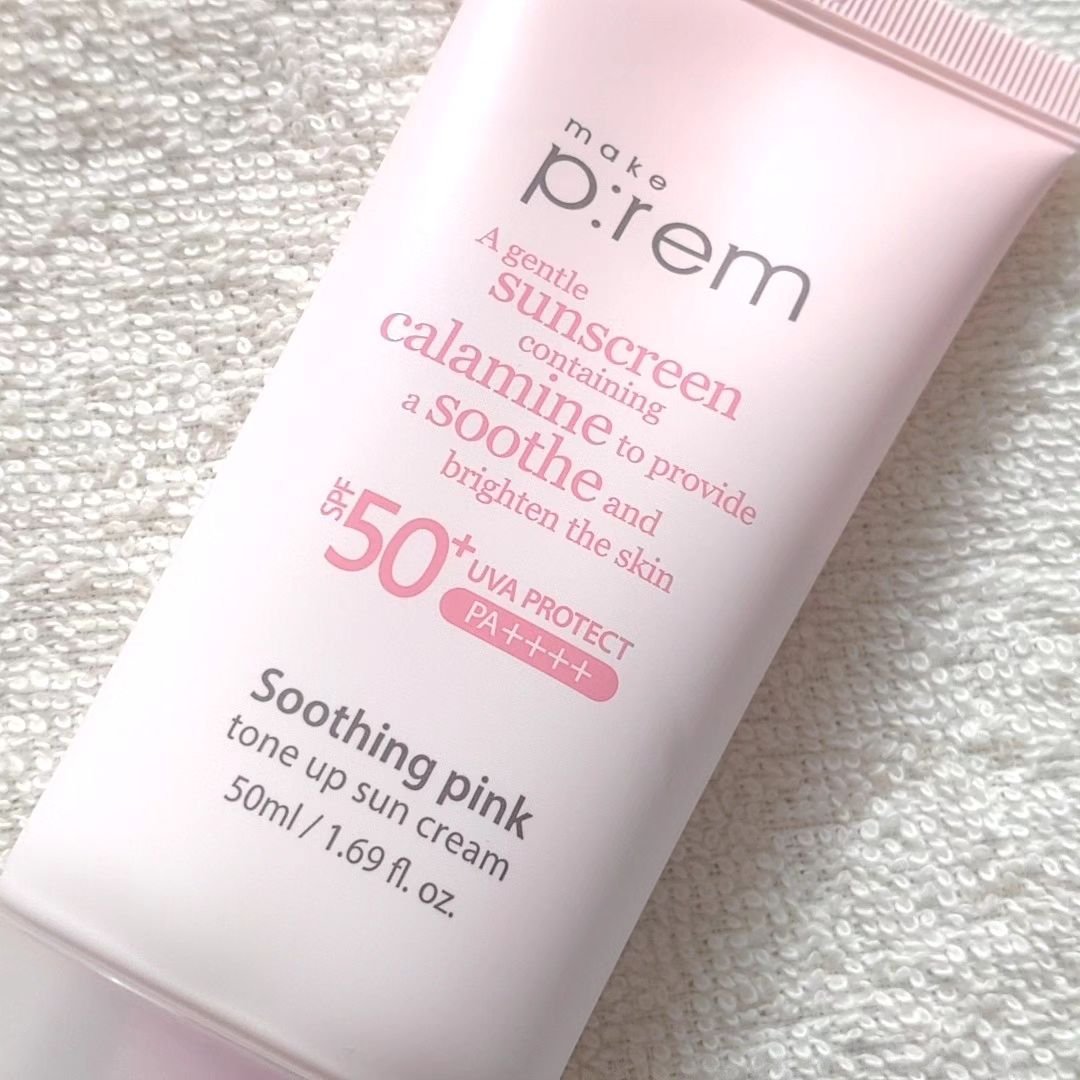 make
p:rem
A gentle
sunscreen
containing
calamine to provide
a soothe and
brighten the skin
SPF 50+ UVA PROTECT
PA++++
Soothing pink
tone up sun cream
50ml / 1.69 fl. oz.